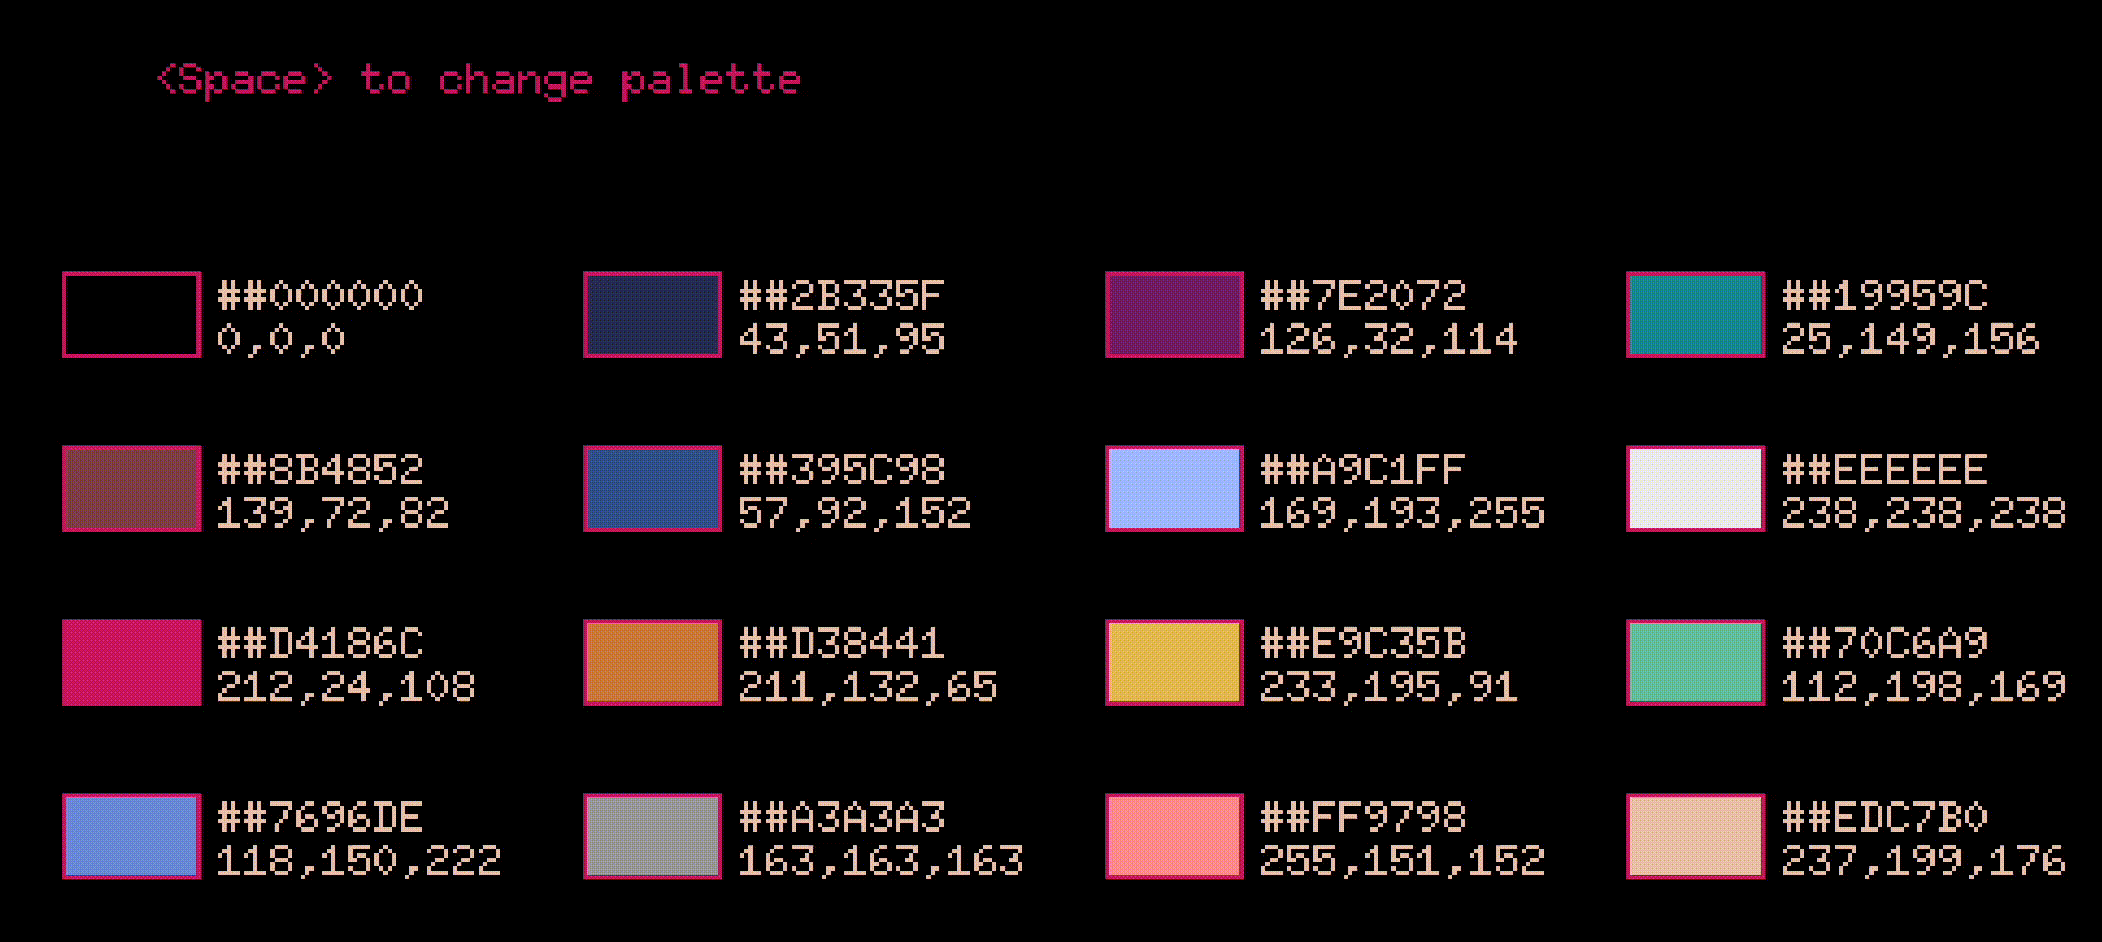 <Space> to change palette
##000000
0,0,0
##2B335F
43,51,95
##7E2072
126,32,114
##19959C
25,149,156
##8B4852
139,72,82
##395C98
57,92,152
##A9C1FF
169,193,255
##EEEEEE
238,238,238
##D4186C
212,24,108
##D38441
211,132,65
##E9C35B
233,195,91
##70C6A9
112,198,169
##7696DE
118,150,222
##A3A3A3
163,163,163
##FF9798
255,151,152
##EDC7B0
237,199,176